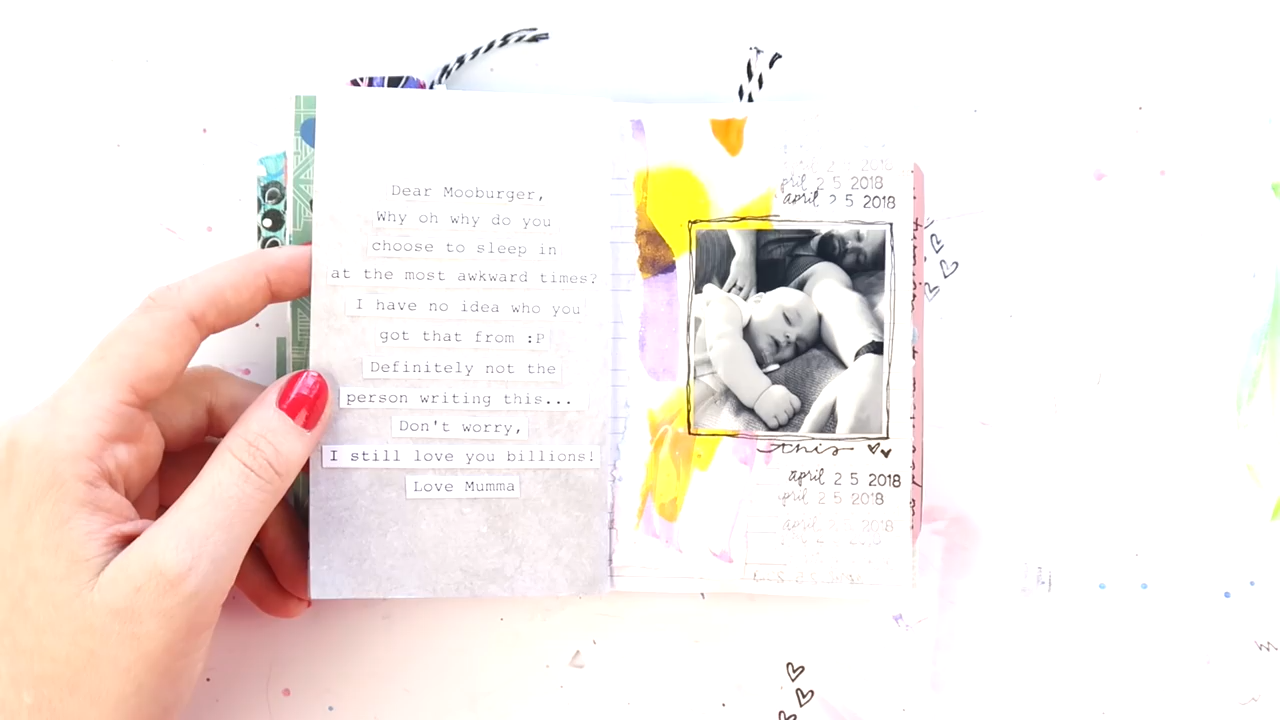 Dear Mooburger,
Why oh why do you
choose to sleep in
at the most awkward times?
I have no idea who you
got that from :P
Definitely not the
person writing this...
Don't worry,
I still love you billions!
Love Mumma
april 2 5 2018
pril 2 5 2018
april 2 5 2018
this
april 2 5 2018
pril 2 5 2018
april 2 5 2018